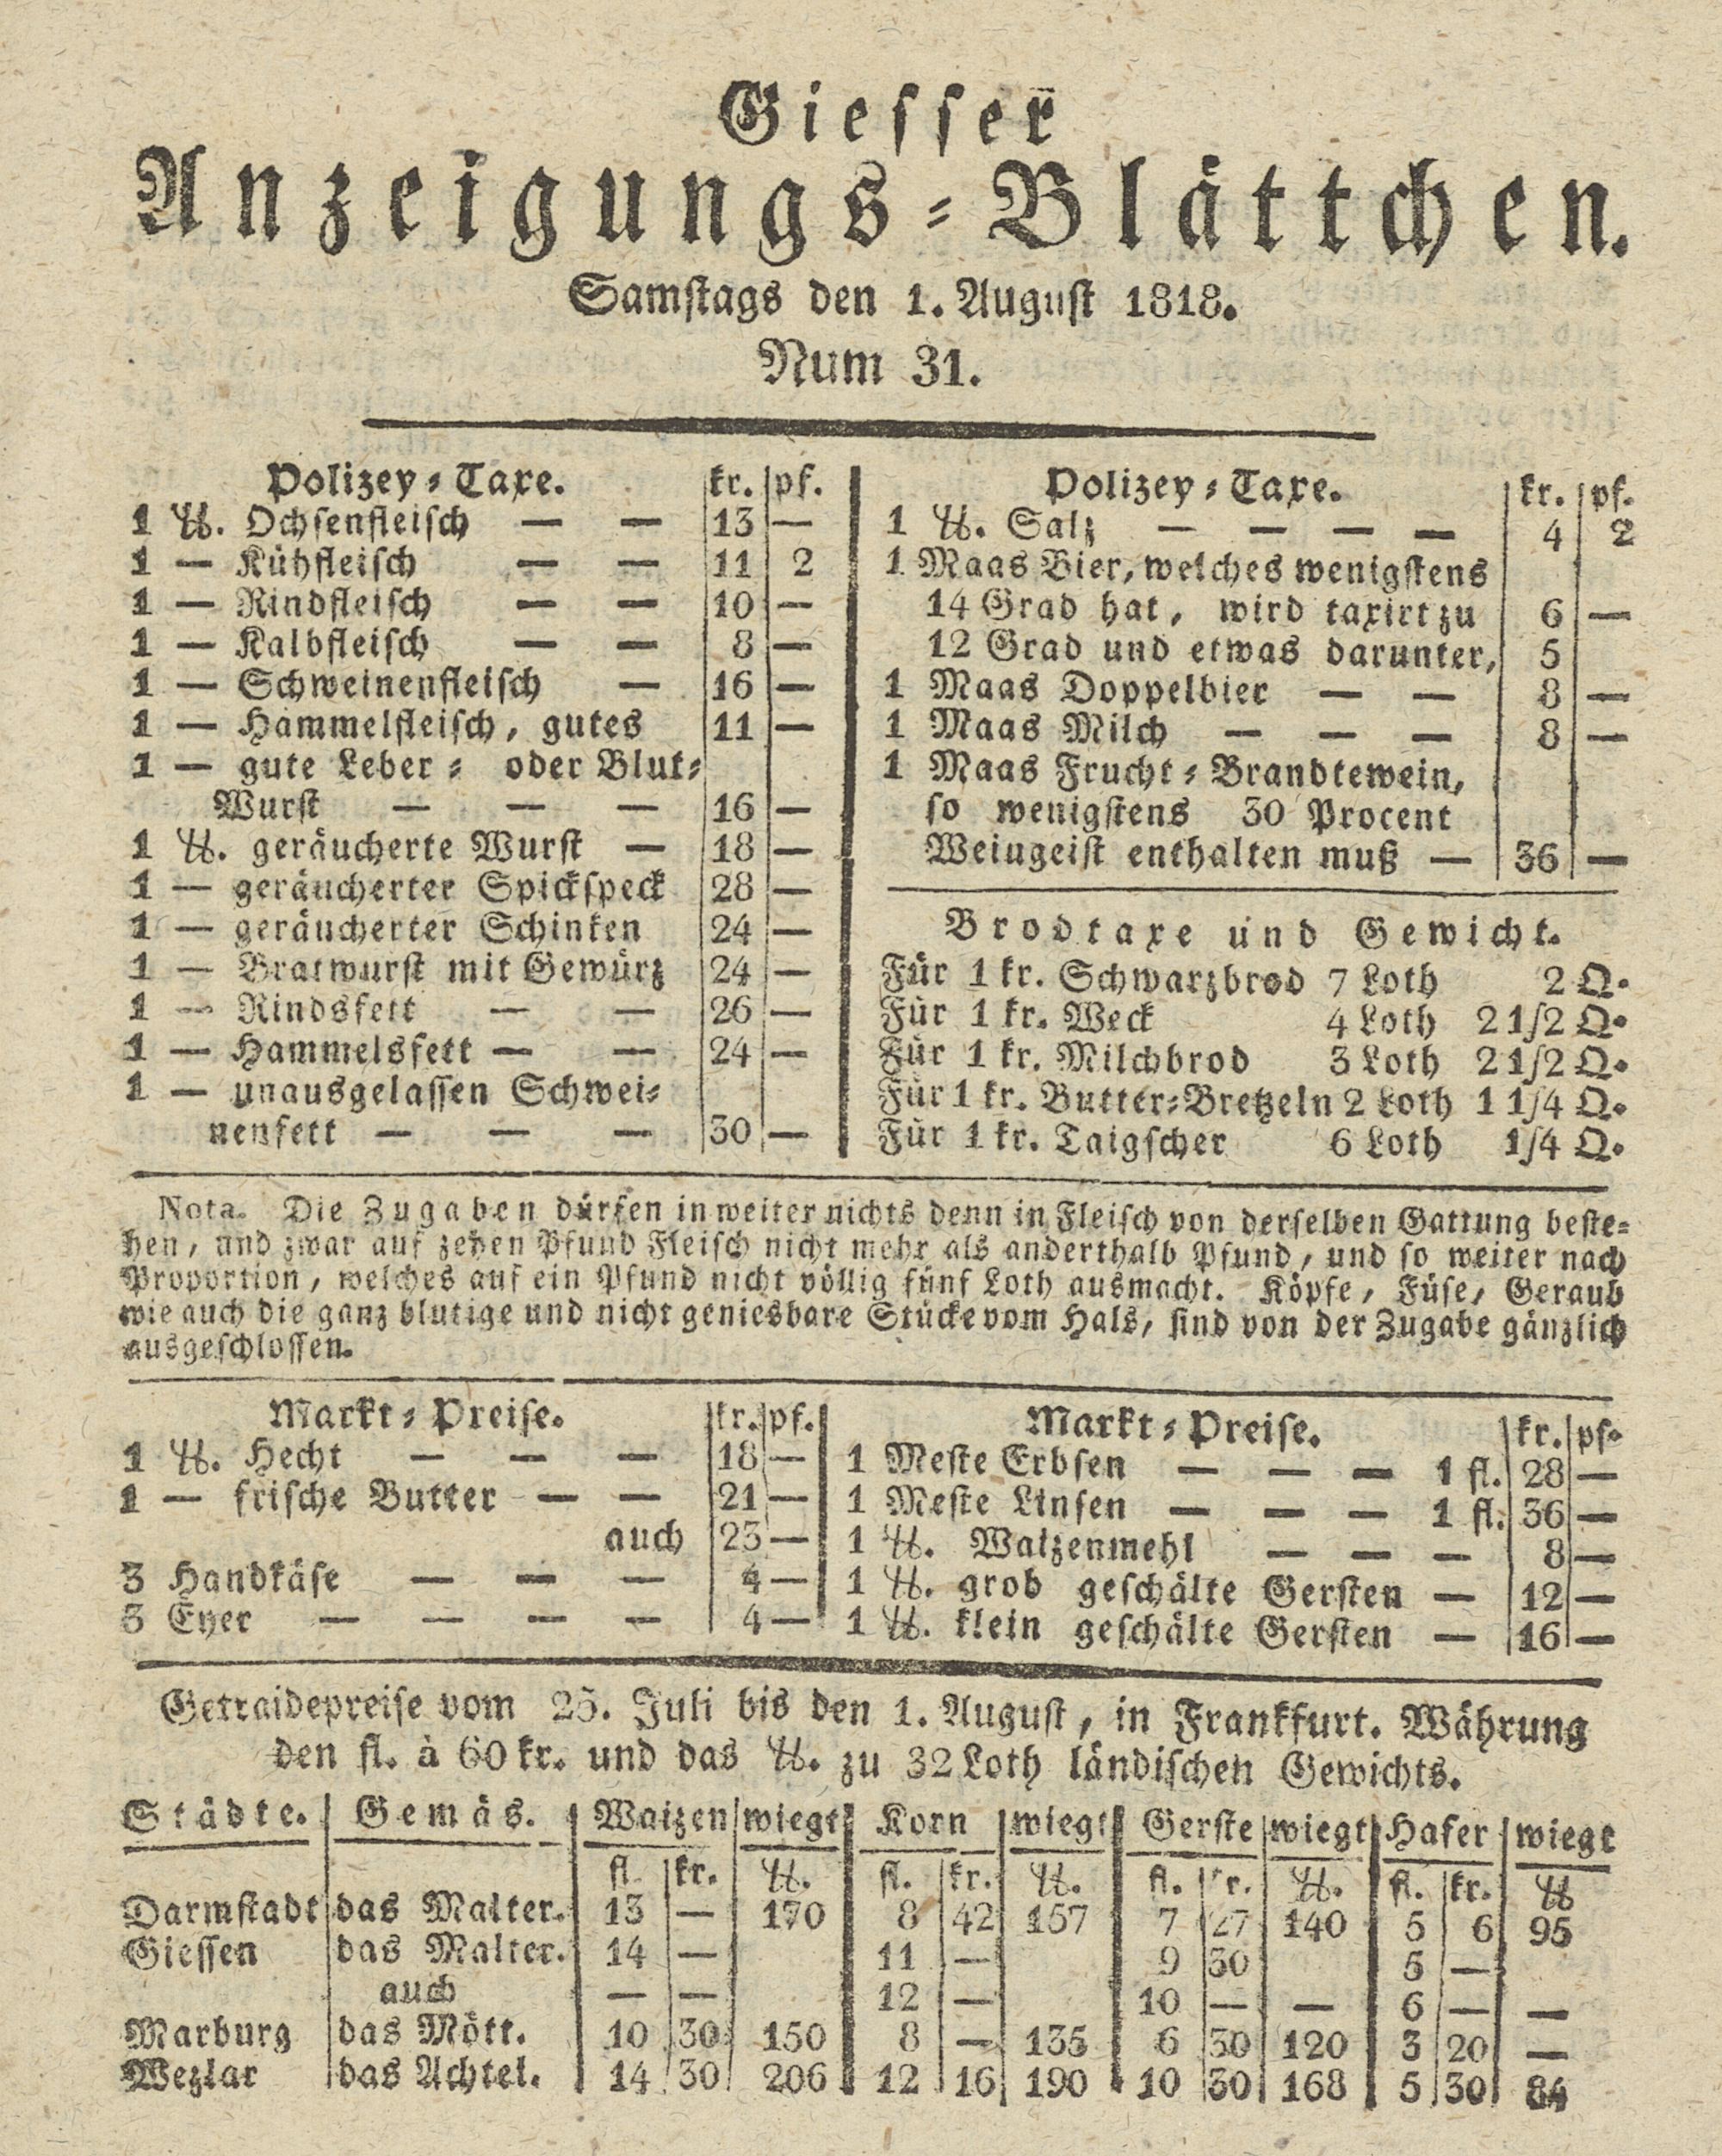 Giesser
Anzeigungs-Blättchen.
Samstags den 1. August 1818.
Num 31.
Polizey-Taxe. kr. pf.
1 ℔. Ochsenfleisch — — 13 —
1 — Kühfleisch — — 11 2
1 — Rindfleisch — — 10 —
1 — Kalbfleisch — — 8 —
1 — Schweinenfleisch — 16 —
1 — Hammelfleisch, gutes 11 —
1 — gute Leber- oder Blut-
Wurst — — — 16 —
1 ℔. geräucherte Wurst — 18 —
1 — geräucherter Spickspeck 28 —
1 — geräucherter Schinken 24 —
1 — Bratwurst mit Gewürz 24 —
1 — Rindsfett — — 26 —
1 — Hammelsfett — — 24 —
1 — unausgelassen Schwei-
nenfett — — — 30 —
Polizey-Taxe. kr. pf.
1 ℔. Salz — — — — 4 2
1 Maas Bier, welches wenigstens
14 Grad hat, wird taxirt zu 6 —
12 Grad und etwas darunter, 5
1 Maas Doppelbier — — 8 —
1 Maas Milch — — — 8 —
1 Maas Frucht-Brandtewein,
so wenigstens 30 Procent
Weiugeist enthalten muß — 36 —
Brodtaxe und Gewicht.
Für 1 kr. Schwarzbrod 7 Loth 2 Q.
Für 1 kr. Weck 4 Loth 2 1/2 Q.
Für 1 kr. Milchbrod 3 Loth 2 1/2 Q.
Für 1 kr. Butter-Bretzeln 2 Loth 1 1/4 Q.
Für 1 kr. Taigscher 6 Loth 1/4 Q.
Nota. Die Zugaben dürfen in weiter nichts denn in Fleisch von derselben Gattung beste-
hen, und zwar auf zehen Pfund Fleisch nicht mehr als anderthalb Pfund, und so weiter nach
Proportion, welches auf ein Pfund nicht völlig fünf Loth ausmacht. Köpfe, Füse, Geraub
wie auch die ganz blutige und nicht geniesbare Stücke vom Hals, sind von der Zugabe gänzlich
ausgeschlossen.
Markt-Preise. kr. pf.
1 ℔. Hecht — — — 18 —
1 — frische Butter — — 21 —
auch 23 —
3 Handkäse — — — 4 —
3 Eyer — — — — 4 —
Markt-Preise. kr. pf.
1 Meste Erbsen — — — 1 fl. 28 —
1 Meste Linsen — — — 1 fl. 36 —
1 ℔. Waizenmehl — — — 8 —
1 ℔. grob geschälte Gersten — 12 —
1 ℔. klein geschälte Gersten — 16 —
Getraidepreise vom 25. Juli bis den 1. August, in Frankfurt. Währung
den fl. à 60 kr. und das ℔. zu 32 Loth ländischen Gewichts.
Städte. Gemäs. Waizen wiegt Korn wiegt Gerste wiegt Hafer wiegt
fl. kr. ℔. fl. kr. ℔. fl. kr. ℔. fl. kr. ℔
Darmstadt das Malter. 13 — 170 8 42 157 7 27 140 5 6 95
Giessen das Malter. 14 — 11 — 9 30 5 —
auch — — 12 — 10 — — 6 — —
Marburg das Mött. 10 30 150 8 — 135 6 30 120 3 20 —
Wezlar das Achtel. 14 30 206 12 16 190 10 30 168 5 30 84